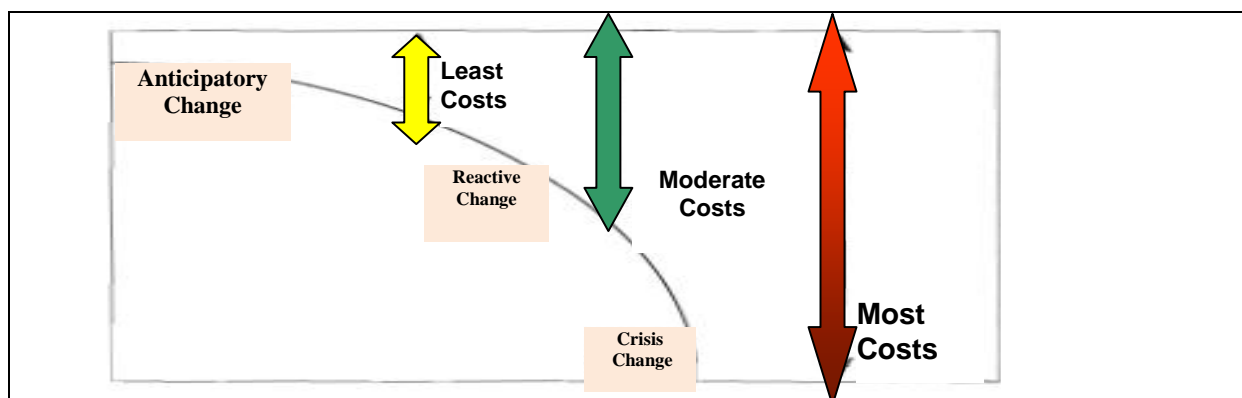 Anticipatory
Change
Least
Costs
Reactive
Change
Moderate
Costs
Crisis
Change
Most
Costs